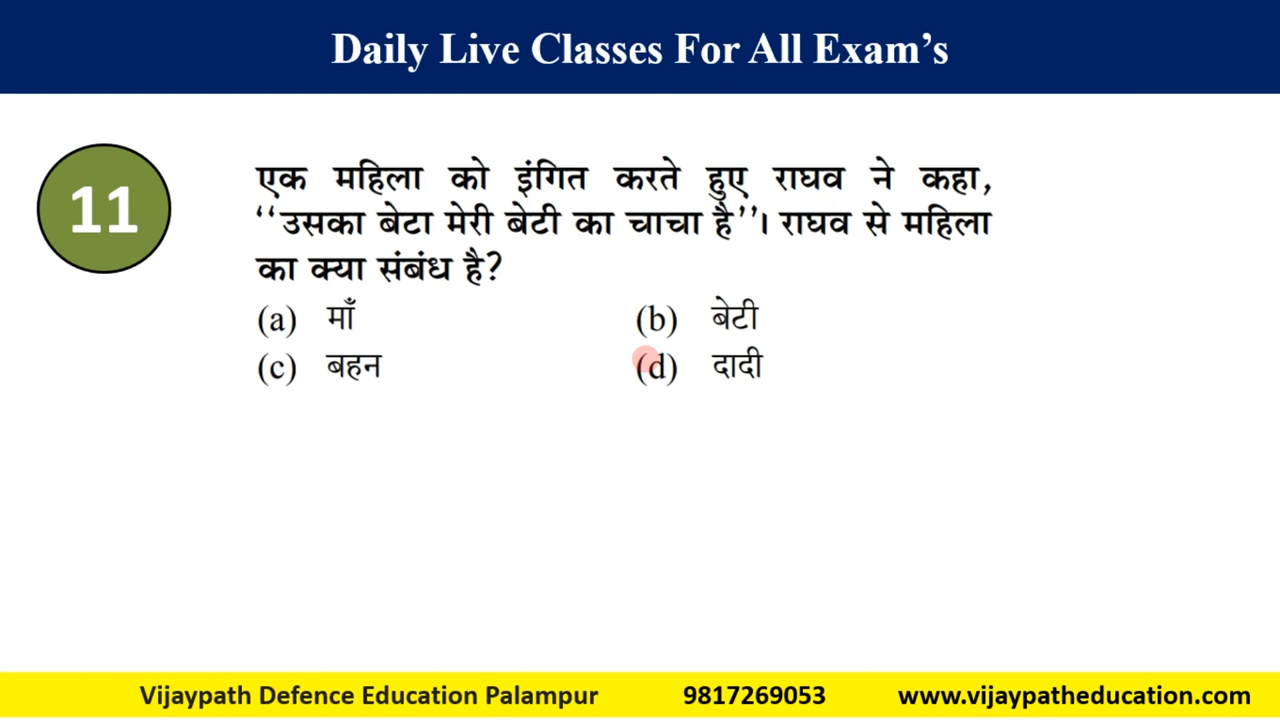 Daily Live Classes For All Exam’s
11
एक महिला को इंगित करते हुए राघव ने कहा,
‘‘उसका बेटा मेरी बेटी का चाचा है’’। राघव से महिला
का क्या संबंध है?
(a) माँ (b) बेटी
(c) बहन (d) दादी
Vijaypath Defence Education Palampur 9817269053 www.vijaypatheducation.com